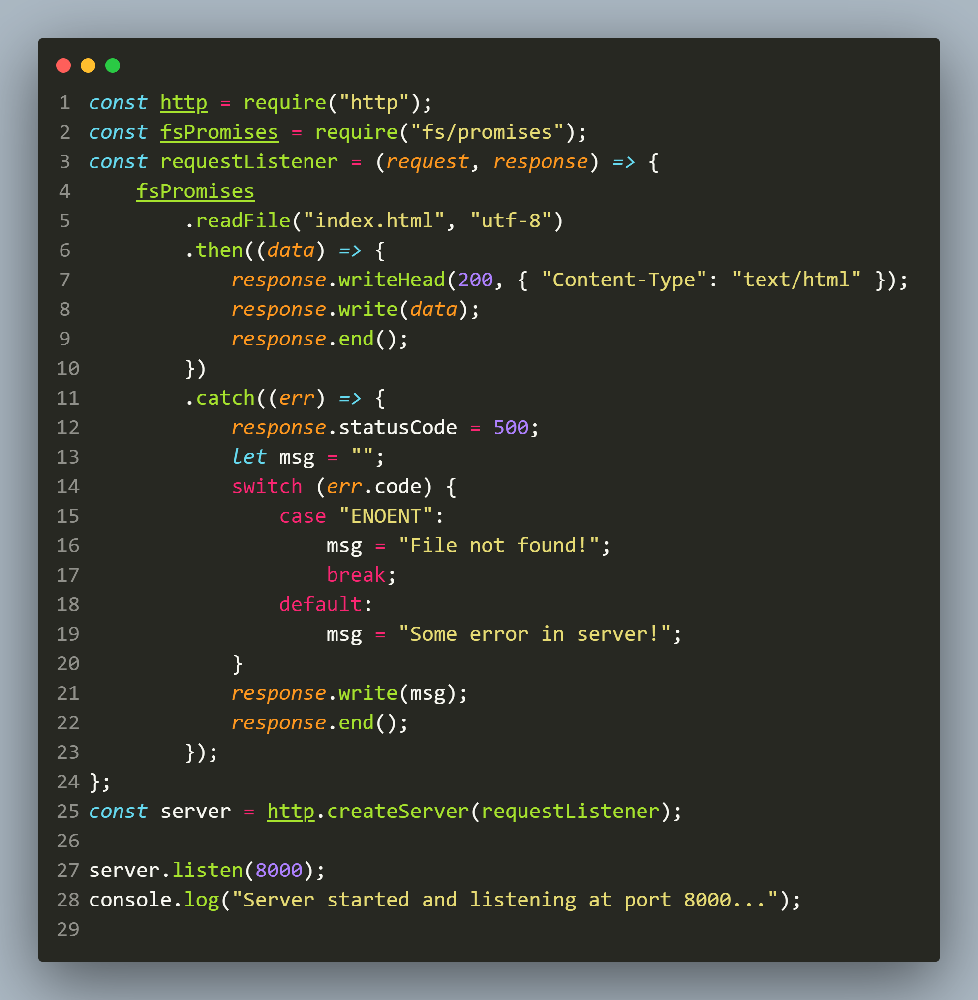 1 const http = require("http");
2 const fsPromises = require("fs/promises");
3 const requestListener = (request, response) => {
4     fsPromises
5         .readFile("index.html", "utf-8")
6         .then((data) => {
7             response.writeHead(200, { "Content-Type": "text/html" });
8             response.write(data);
9             response.end();
10         })
11         .catch((err) => {
12             response.statusCode = 500;
13             let msg = "";
14             switch (err.code) {
15                 case "ENOENT":
16                     msg = "File not found!";
17                     break;
18                 default:
19                     msg = "Some error in server!";
20             }
21             response.write(msg);
22             response.end();
23         });
24 };
25 const server = http.createServer(requestListener);
26
27 server.listen(8000);
28 console.log("Server started and listening at port 8000...");
29